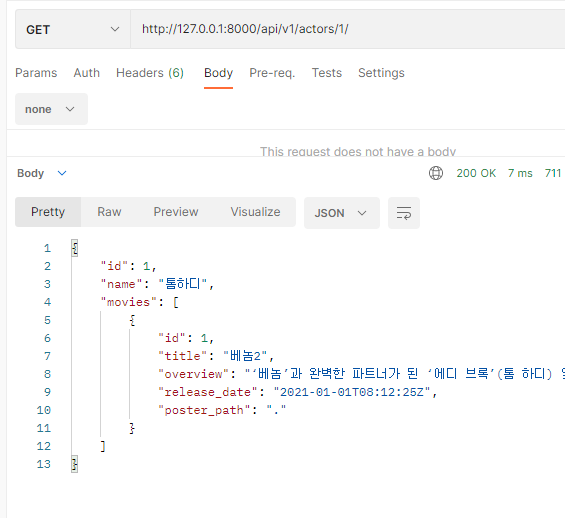 GET http://127.0.0.1:8000/api/v1/actors/1/
Params Auth Headers (6) Body Pre-req. Tests Settings
none
This request does not have a body
Body 200 OK 7 ms 711
Pretty Raw Preview Visualize JSON
1 {
2 "id": 1,
3 "name": "톰하디",
4 "movies": [
5 {
6 "id": 1,
7 "title": "베놈2",
8 "overview": "‘베놈’과 완벽한 파트너가 된 ‘에디 브록’(톰 하디)
9 "release_date": "2021-01-01T08:12:25Z",
10 "poster_path": "."
11 }
12 ]
13 }